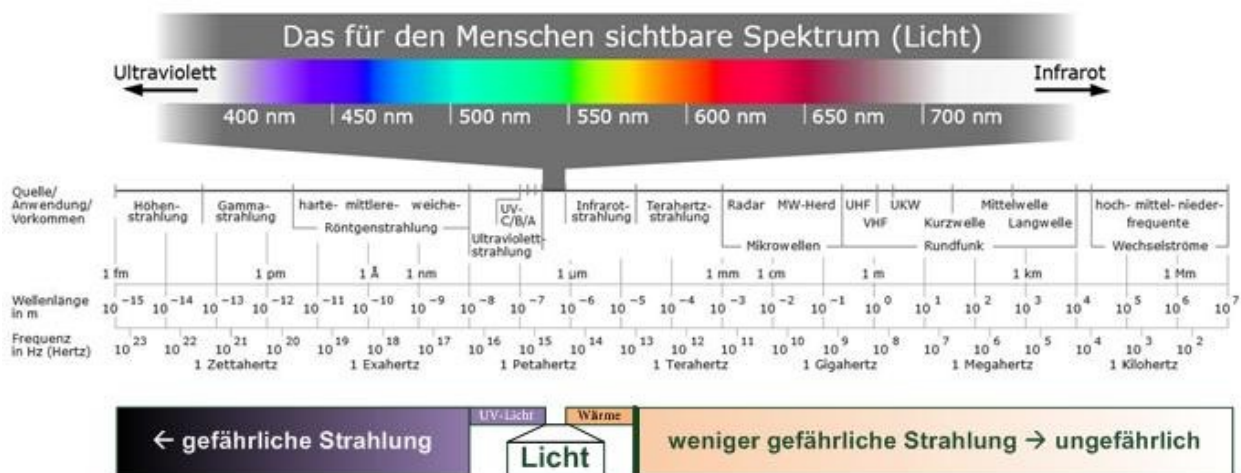 Das für den Menschen sichtbare Spektrum (Licht)
Ultraviolett
Infrarot
400 nm 450 nm 500 nm 550 nm 600 nm 650 nm 700 nm
Quelle/
Anwendung/
Vorkommen
Höhen-
strahlung
Gamma-
strahlung
harte- mittlere- weiche-
Röntgenstrahlung
UV-
C/B/A
Ultraviolett-
strahlung
Infrarot-
strahlung
Terahertz-
strahlung
Radar MW-Herd
Mikrowellen
UHF UKW Mittelwelle
VHF Kurzwelle Langwelle
Rundfunk
hoch- mittel- nieder-
frequente
Wechselströme
1 fm 1 pm 1 Å 1 nm 1 µm 1 mm 1 cm 1 m 1 km 1 Mm
Wellenlänge
in m
10⁻¹⁵ 10⁻¹⁴ 10⁻¹³ 10⁻¹² 10⁻¹¹ 10⁻¹⁰ 10⁻⁹ 10⁻⁸ 10⁻⁷ 10⁻⁶ 10⁻⁵ 10⁻⁴ 10⁻³ 10⁻² 10⁻¹ 10⁰ 10¹ 10² 10³ 10⁴ 10⁵ 10⁶ 10⁷
Frequenz
in Hz (Hertz)
10²³ 10²² 10²¹ 10²⁰ 10¹⁹ 10¹⁸ 10¹⁷ 10¹⁶ 10¹⁵ 10¹⁴ 10¹³ 10¹² 10¹¹ 10¹⁰ 10⁹ 10⁸ 10⁷ 10⁶ 10⁵ 10⁴ 10³ 10²
1 Zettahertz 1 Exahertz 1 Petahertz 1 Terahertz 1 Gigahertz 1 Megahertz 1 Kilohertz
UV-Licht Wärme
← gefährliche Strahlung
Licht
weniger gefährliche Strahlung → ungefährlich